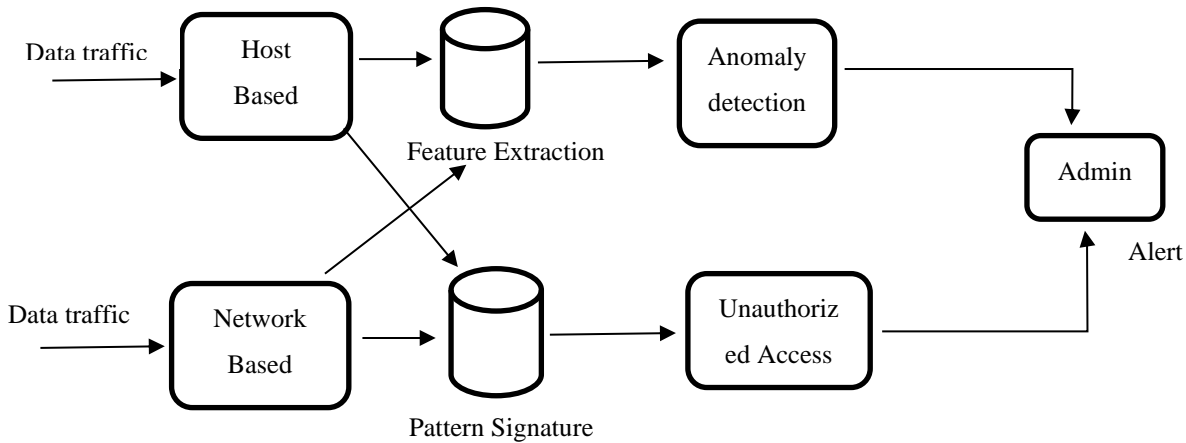 Data traffic
Host
Based
Feature Extraction
Anomaly
detection
Admin
Alert
Data traffic
Network
Based
Pattern Signature
Unauthoriz
ed Access